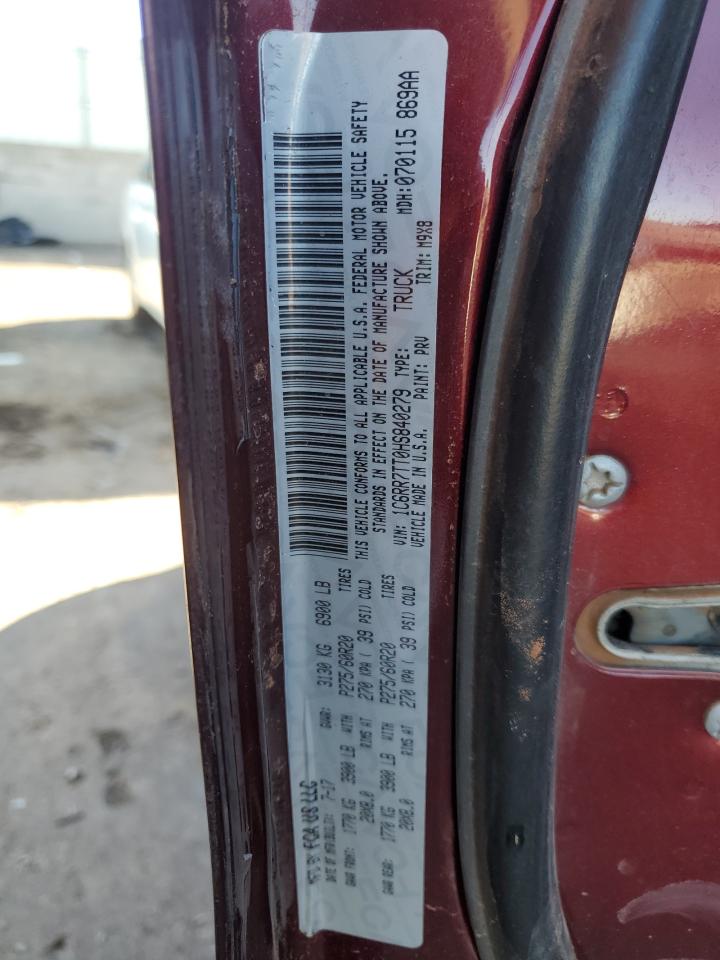 MFD BY FCA US LLC
DATE OF MFR(BUILT): 7-17 GVWR: 3130 KG 6900 LB
GAWR FRONT: 1770 KG 3900 LB WITH P275/60R20 TIRES
20X8.0 RIMS AT 270 KPA ( 39 PSI) COLD
GAWR REAR: 1770 KG 3900 LB WITH P275/60R20 TIRES
20X8.0 RIMS AT 270 KPA ( 39 PSI) COLD
THIS VEHICLE CONFORMS TO ALL APPLICABLE U.S.A. FEDERAL MOTOR VEHICLE SAFETY
STANDARDS IN EFFECT ON THE DATE OF MANUFACTURE SHOWN ABOVE.
VIN: 1C6RR7TT0HS840279 TYPE: TRUCK MDH:070115 869AA
VEHICLE MADE IN U.S.A. PAINT: PRV TRIM: M9X8